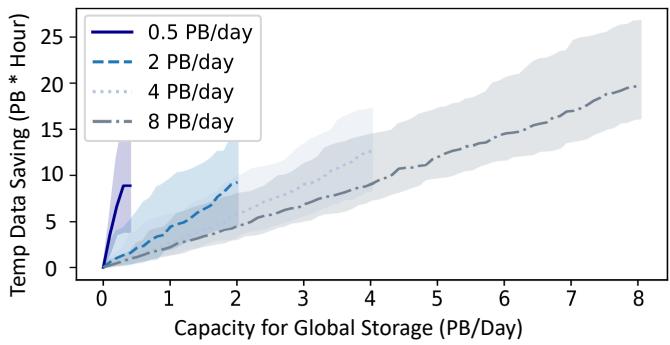 25
20
15
10
5
0
Temp Data Saving (PB * Hour)
0.5 PB/day
2 PB/day
4 PB/day
8 PB/day
0 1 2 3 4 5 6 7 8
Capacity for Global Storage (PB/Day)